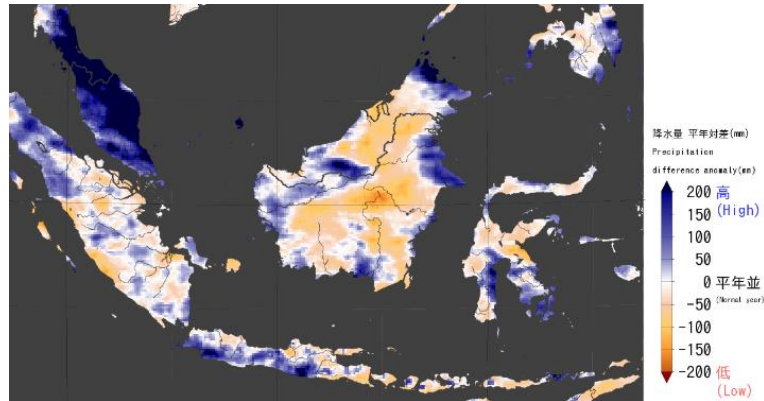 降水量 平年対差(mm)
Precipitation
difference anomaly(mm)
200 高
(High)
150
100
50
0 平年並
(Normal year)
-50
-100
-150
-200 低
(Low)